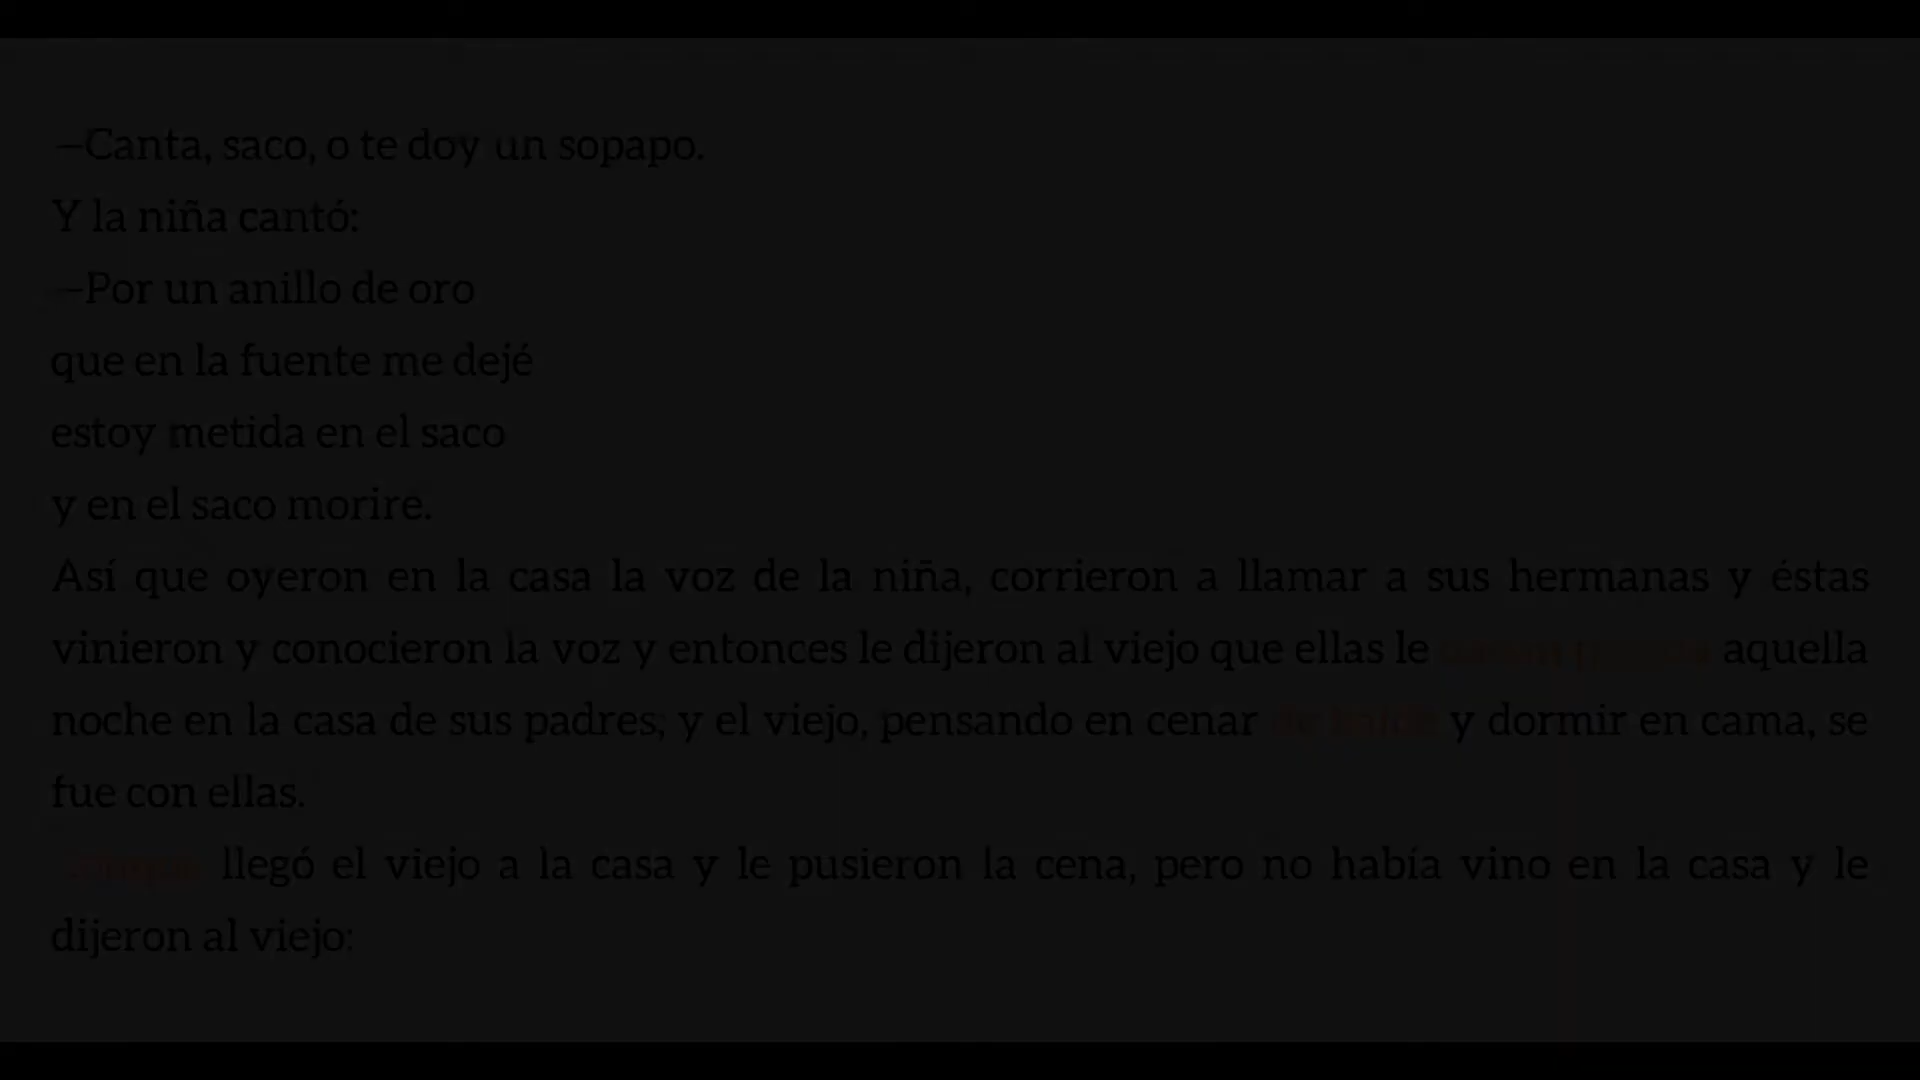 —Canta, saco, o te doy un sopapo.
Y la niña cantó:
—Por un anillo de oro
que en la fuente me dejé
estoy metida en el saco
y en el saco moriré.
Así que oyeron en la casa la voz de la niña, corrieron a llamar a sus hermanas y éstas
vinieron y conocieron la voz y entonces le dijeron al viejo que ellas le aquella
noche en la casa de sus padres; y el viejo, pensando en cenar de balde y dormir en cama, se
fue con ellas.
llegó el viejo a la casa y le pusieron la cena, pero no había vino en la casa y le
dijeron al viejo: